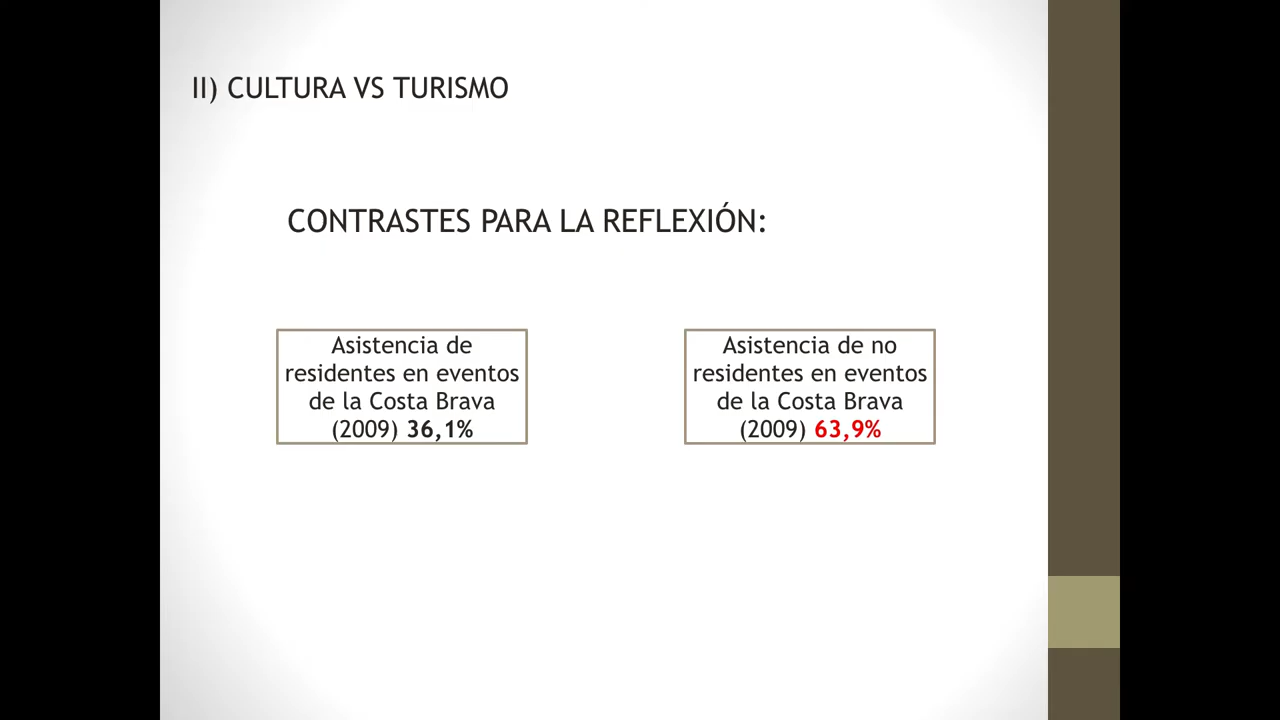 II) CULTURA VS TURISMO
CONTRASTES PARA LA REFLEXIÓN:
Asistencia de
residentes en eventos
de la Costa Brava
(2009) 36,1%
Asistencia de no
residentes en eventos
de la Costa Brava
(2009) 63,9%